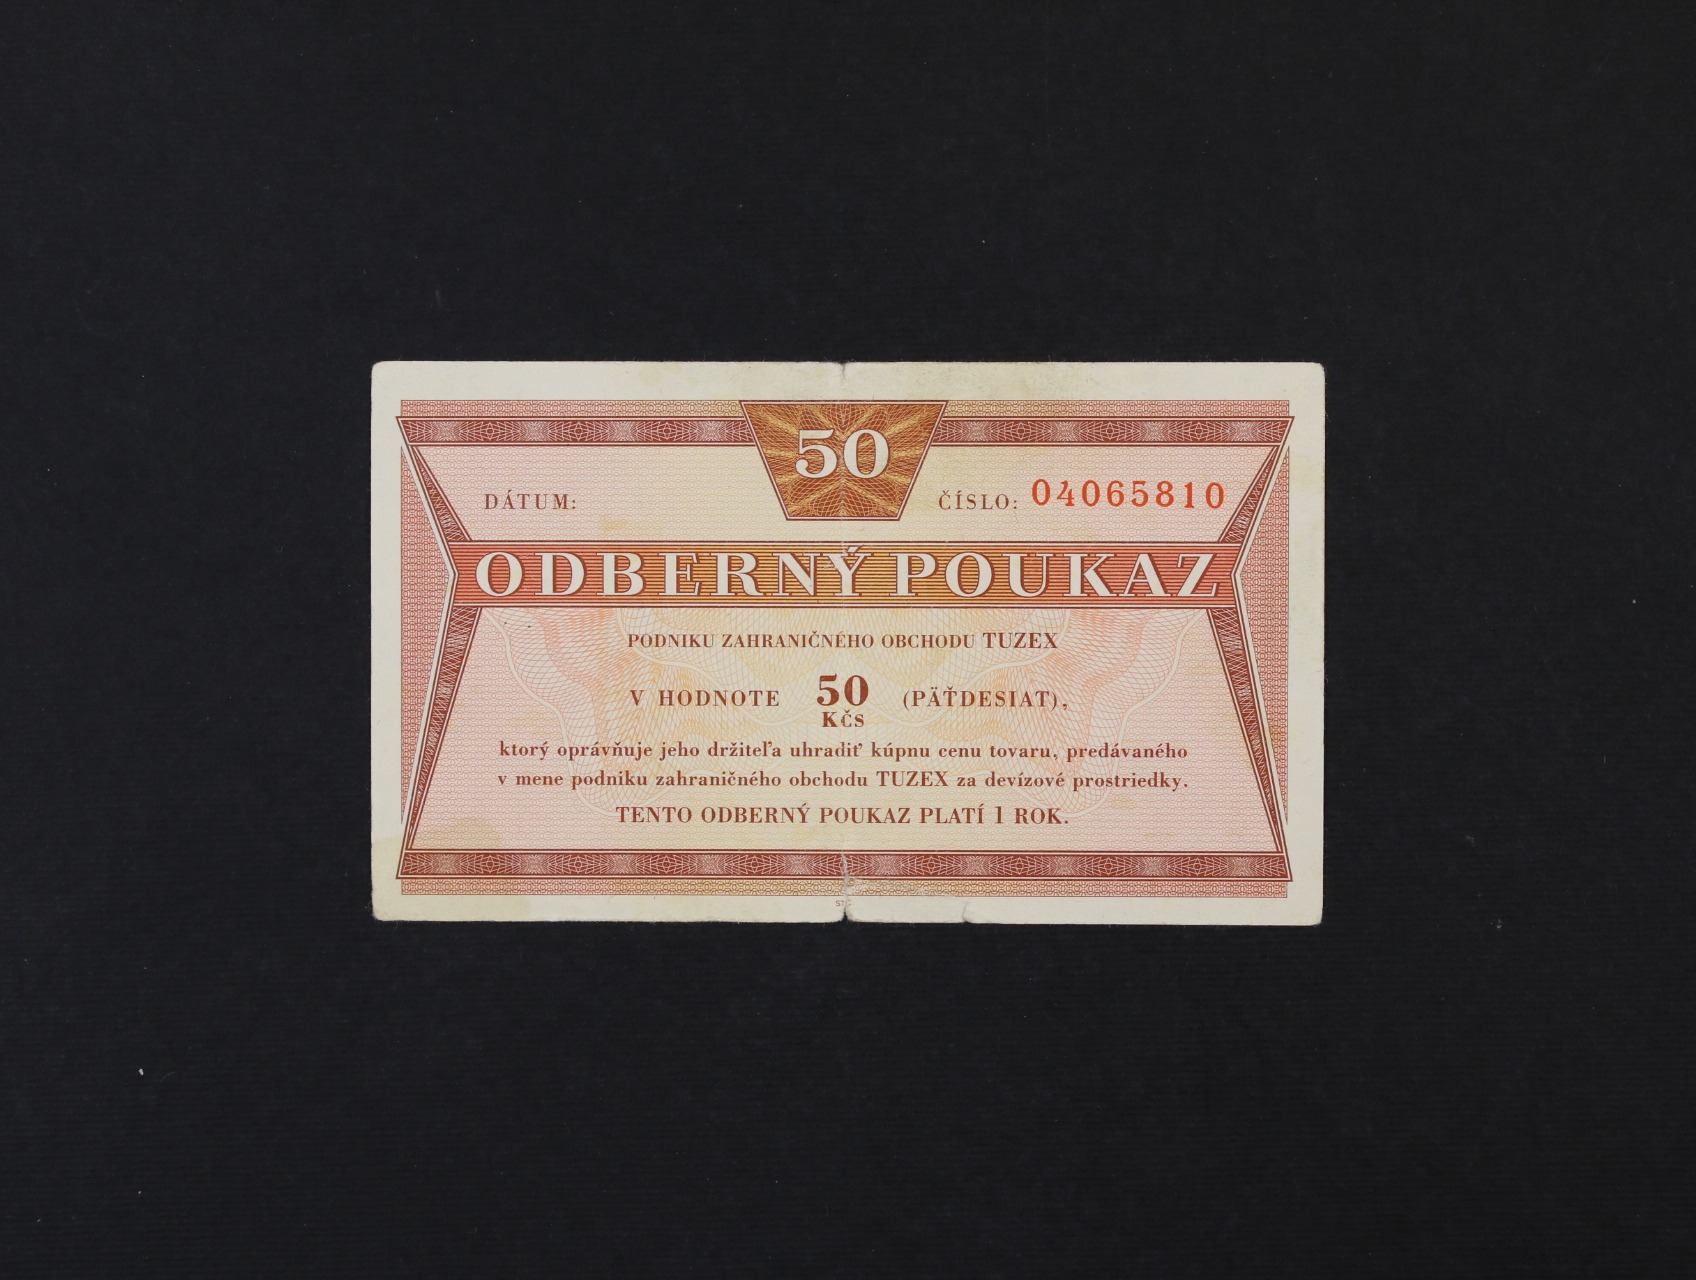 50
DÁTUM:
ČÍSLO: 04065810
ODBERNÝ POUKAZ
PODNIKU ZAHRANIČNÉHO OBCHODU TUZEX
V HODNOTE 50 KČS (PÄŤDESIAT),
ktorý oprávňuje jeho držiteľa uhradiť kúpnu cenu tovaru, predávaného
v mene podniku zahraničného obchodu TUZEX za devízové prostriedky.
TENTO ODBERNÝ POUKAZ PLATÍ 1 ROK.